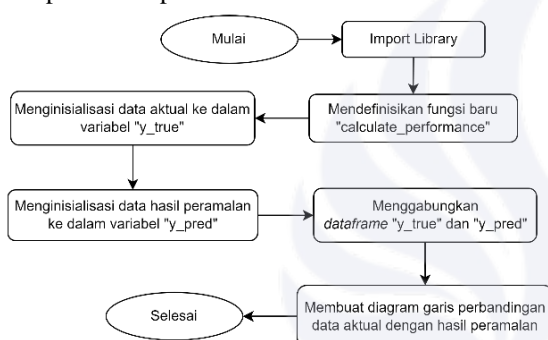 Mulai
Import Library
Mendefinisikan fungsi baru
"calculate_performance"
Menginisialisasi data aktual ke dalam
variabel "y_true"
Menginisialisasi data hasil peramalan
ke dalam variabel "y_pred"
Menggabungkan
dataframe "y_true" dan "y_pred"
Membuat diagram garis perbandingan
data aktual dengan hasil peramalan
Selesai